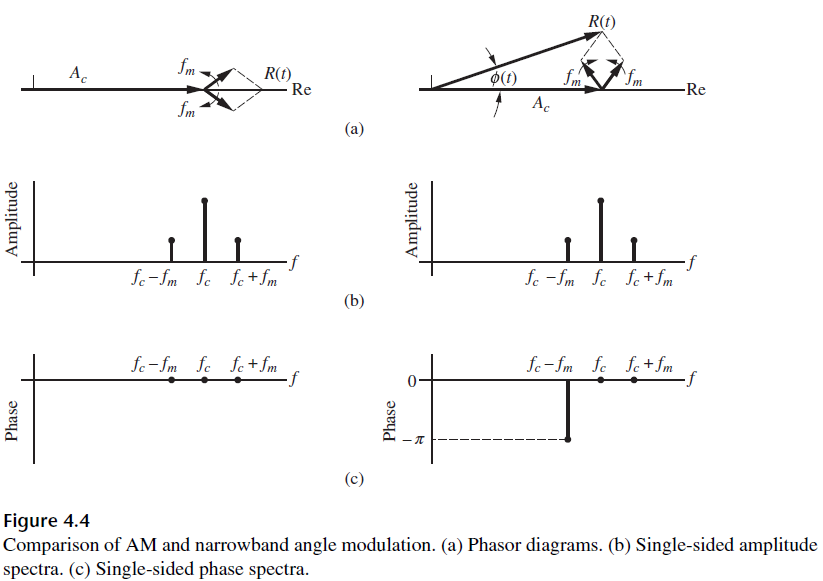 R(t)
A_c f_m R(t) Re
f_m
ϕ(t) f_m f_m
A_c Re
(a)
Amplitude
f_c − f_m f_c f_c + f_m f
Amplitude
f_c − f_m f_c f_c + f_m f
(b)
Phase
f_c − f_m f_c f_c + f_m f
Phase
0
f_c − f_m f_c f_c + f_m f
−π
(c)
Figure 4.4
Comparison of AM and narrowband angle modulation. (a) Phasor diagrams. (b) Single-sided amplitude
spectra. (c) Single-sided phase spectra.